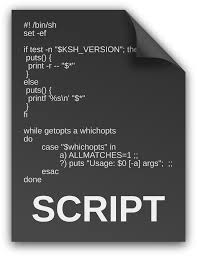 #! /bin/sh
set -ef
if test -n "$KSH_VERSION"; the
puts() {
print -r -- "$*"
}
else
puts() {
printf '%s\n' "$*"
}
fi
while getopts a whichopts
do
case "$whichopts" in
a) ALLMATCHES=1 ;;
?) puts "Usage: $0 [-a] args"; ;;
esac
done
SCRIPT